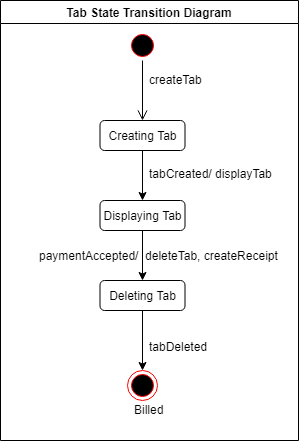 Tab State Transition Diagram
createTab
Creating Tab
tabCreated/ displayTab
Displaying Tab
paymentAccepted/ deleteTab, createReceipt
Deleting Tab
tabDeleted
Billed